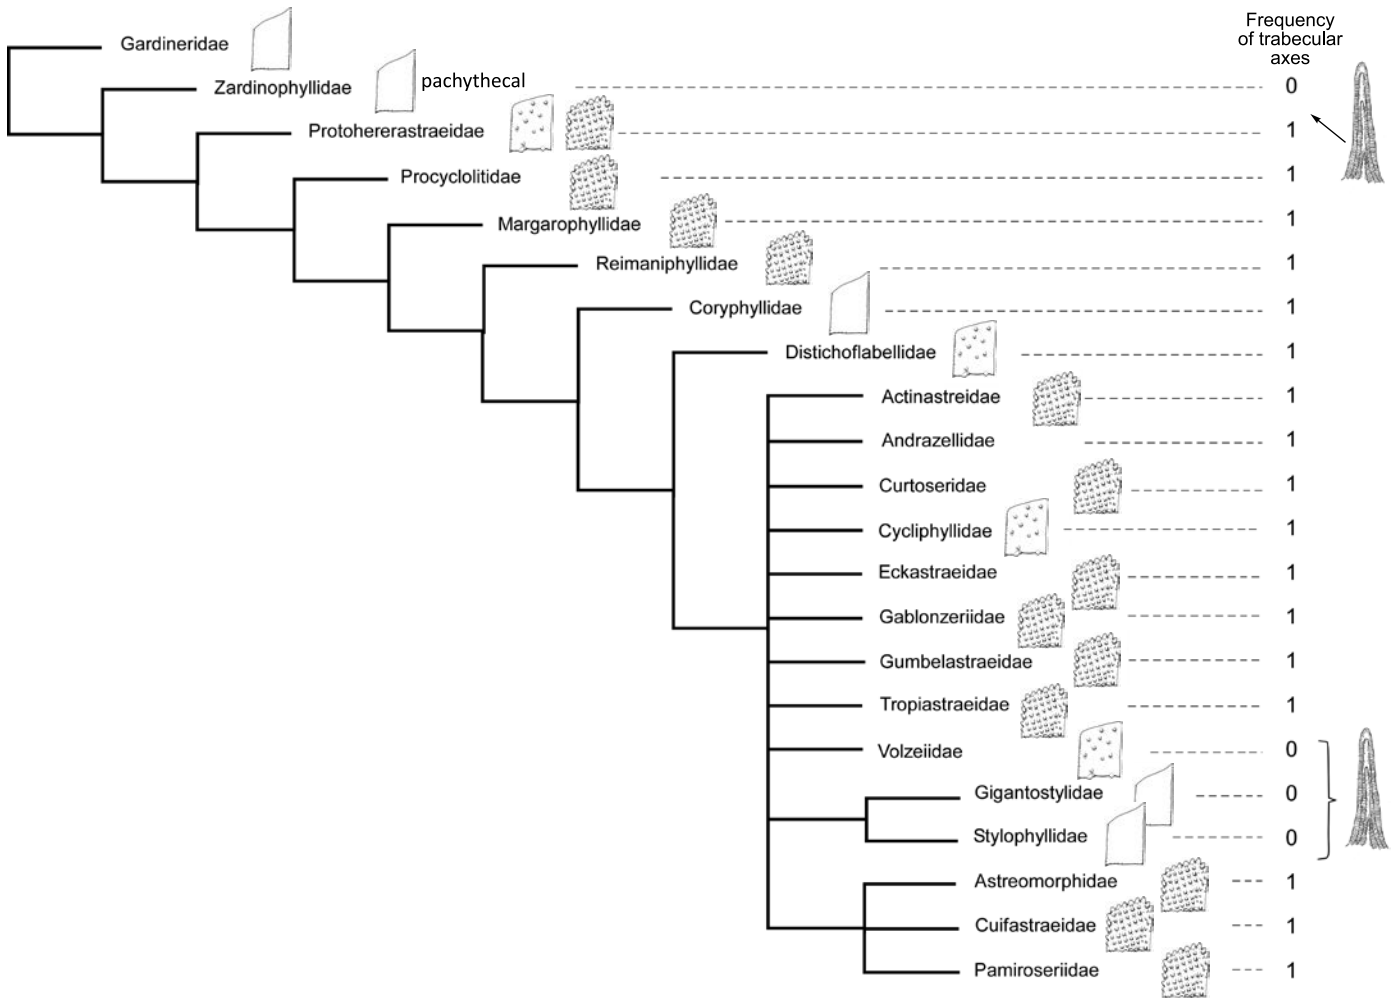 Frequency
of trabecular
axes
Gardineridae
Zardinophyllidae pachythecal 0
Protohererastraeidae 1
Procyclolitidae 1
Margarophyllidae 1
Reimaniphyllidae 1
Coryphyllidae 1
Distichoflabellidae 1
Actinastreidae 1
Andrazellidae 1
Curtoseridae 1
Cycliphyllidae 1
Eckastraeidae 1
Gablonzeriidae 1
Gumbelastraeidae 1
Tropiastraeidae 1
Volzeiidae 0
Gigantostylidae 0
Stylophyllidae 0
Astreomorphidae 1
Cuifastraeidae 1
Pamiroseriidae 1